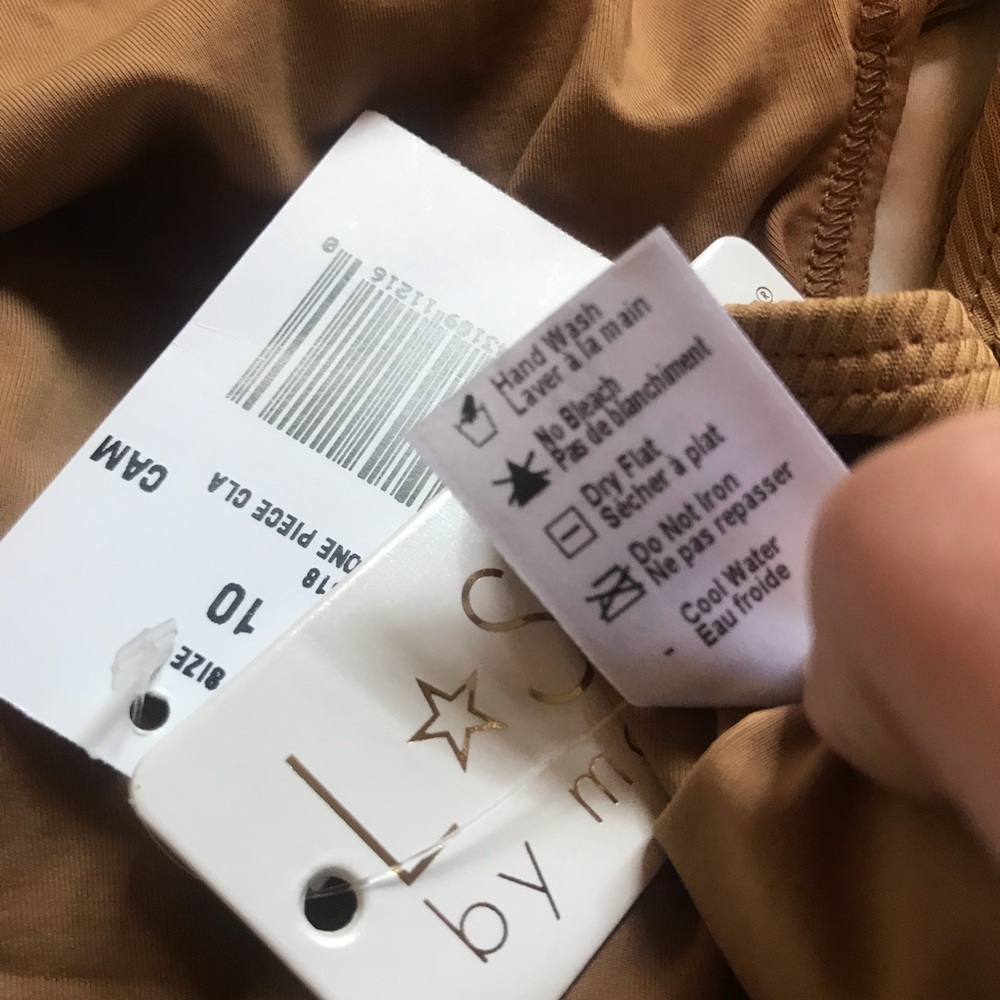 Hand Wash
Laver à la main
No Bleach
Pas de blanchiment
Dry Flat
Sécher à plat
Do Not Iron
Ne pas repasser
Cool Water
Eau froide
®
L☆S
by
SIZE
10
18
ONE PIECE CLA
CAM